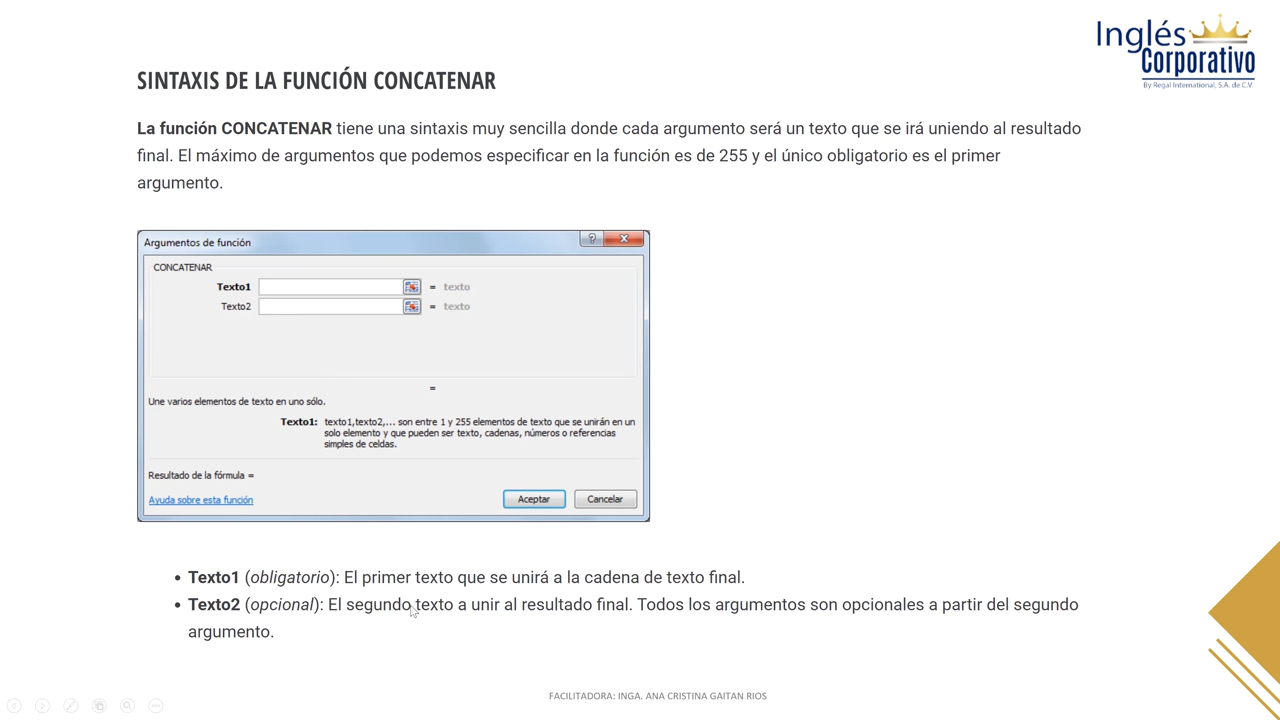 Inglés
Corporativo
By Regal International, S.A. de C.V.
SINTAXIS DE LA FUNCIÓN CONCATENAR
La función CONCATENAR tiene una sintaxis muy sencilla donde cada argumento será un texto que se irá uniendo al resultado
final. El máximo de argumentos que podemos especificar en la función es de 255 y el único obligatorio es el primer
argumento.
Argumentos de función
?
CONCATENAR
Texto1 = texto
Texto2 = texto
=
Une varios elementos de texto en uno sólo.
Texto1: texto1,texto2,... son entre 1 y 255 elementos de texto que se unirán en un
solo elemento y que pueden ser texto, cadenas, números o referencias
simples de celdas.
Resultado de la fórmula =
Ayuda sobre esta función Aceptar Cancelar
• Texto1 (obligatorio): El primer texto que se unirá a la cadena de texto final.
• Texto2 (opcional): El segundo texto a unir al resultado final. Todos los argumentos son opcionales a partir del segundo
argumento.
FACILITADORA: INGA. ANA CRISTINA GAITAN RIOS